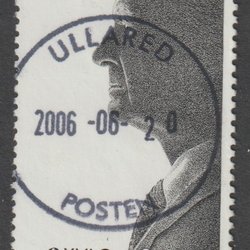 ULLARED
2006 -06- 20
POSTEN